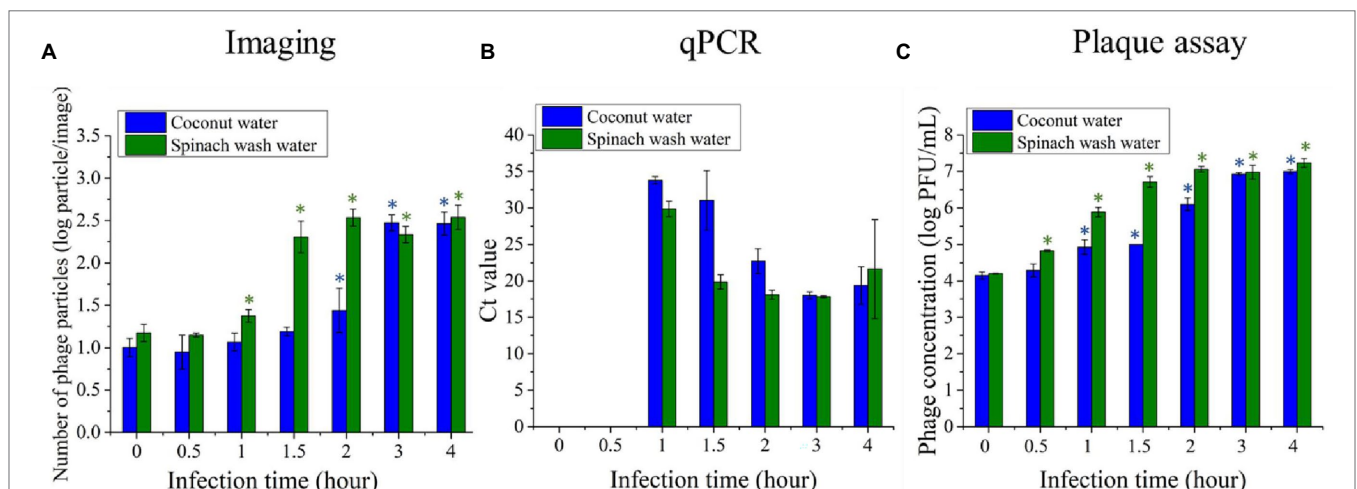 A
Imaging
Number of phage particles (log particle/image)
Coconut water
Spinach wash water
3.5
3.0
2.5
2.0
1.5
1.0
0.5
0.0
* * * * * * * *
0 0.5 1 1.5 2 3 4
Infection time (hour)
B
qPCR
Ct value
Coconut water
Spinach wash water
40
35
30
25
20
15
10
5
0
0 0.5 1 1.5 2 3 4
Infection time (hour)
C
Plaque assay
Phage concentration (log PFU/mL)
Coconut water
Spinach wash water
8
7
6
5
4
3
2
1
0
* * * * * * * * * * *
0 0.5 1 1.5 2 3 4
Infection time (hour)